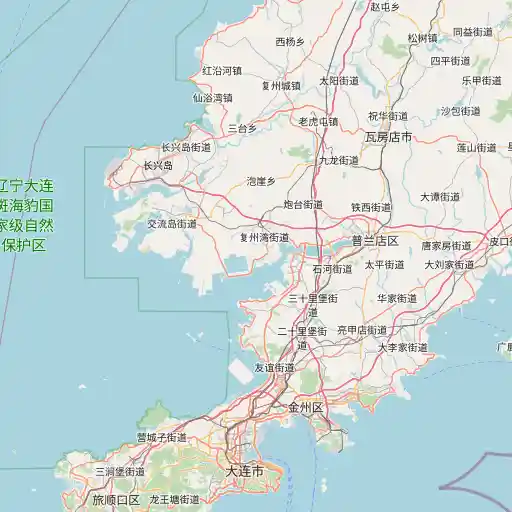 赵屯乡
同益街道
西杨乡
松树镇
四平街道
红沿河镇
太阳街道
乐甲街道
复州城镇
仙浴湾镇
沙包街道
老虎屯镇
祝华街道
三台乡
瓦房店市
长兴岛街道
莲山街道
长兴岛
九龙街道
泡崖乡
辽宁大连
斑海豹国
家级自然
保护区
大谭街道
炮台街道
铁西街道
交流岛街道
复州湾街道
普兰店区
唐家房街道
皮口
石河街道
太平街道
大刘家街道
三十里堡街
道
华家街道
二十里堡街
道
亮甲店街道
大李家街道
广鹿
友谊街道
金州区
营城子街道
三涧堡街道
大连市
旅顺口区
龙王塘街道